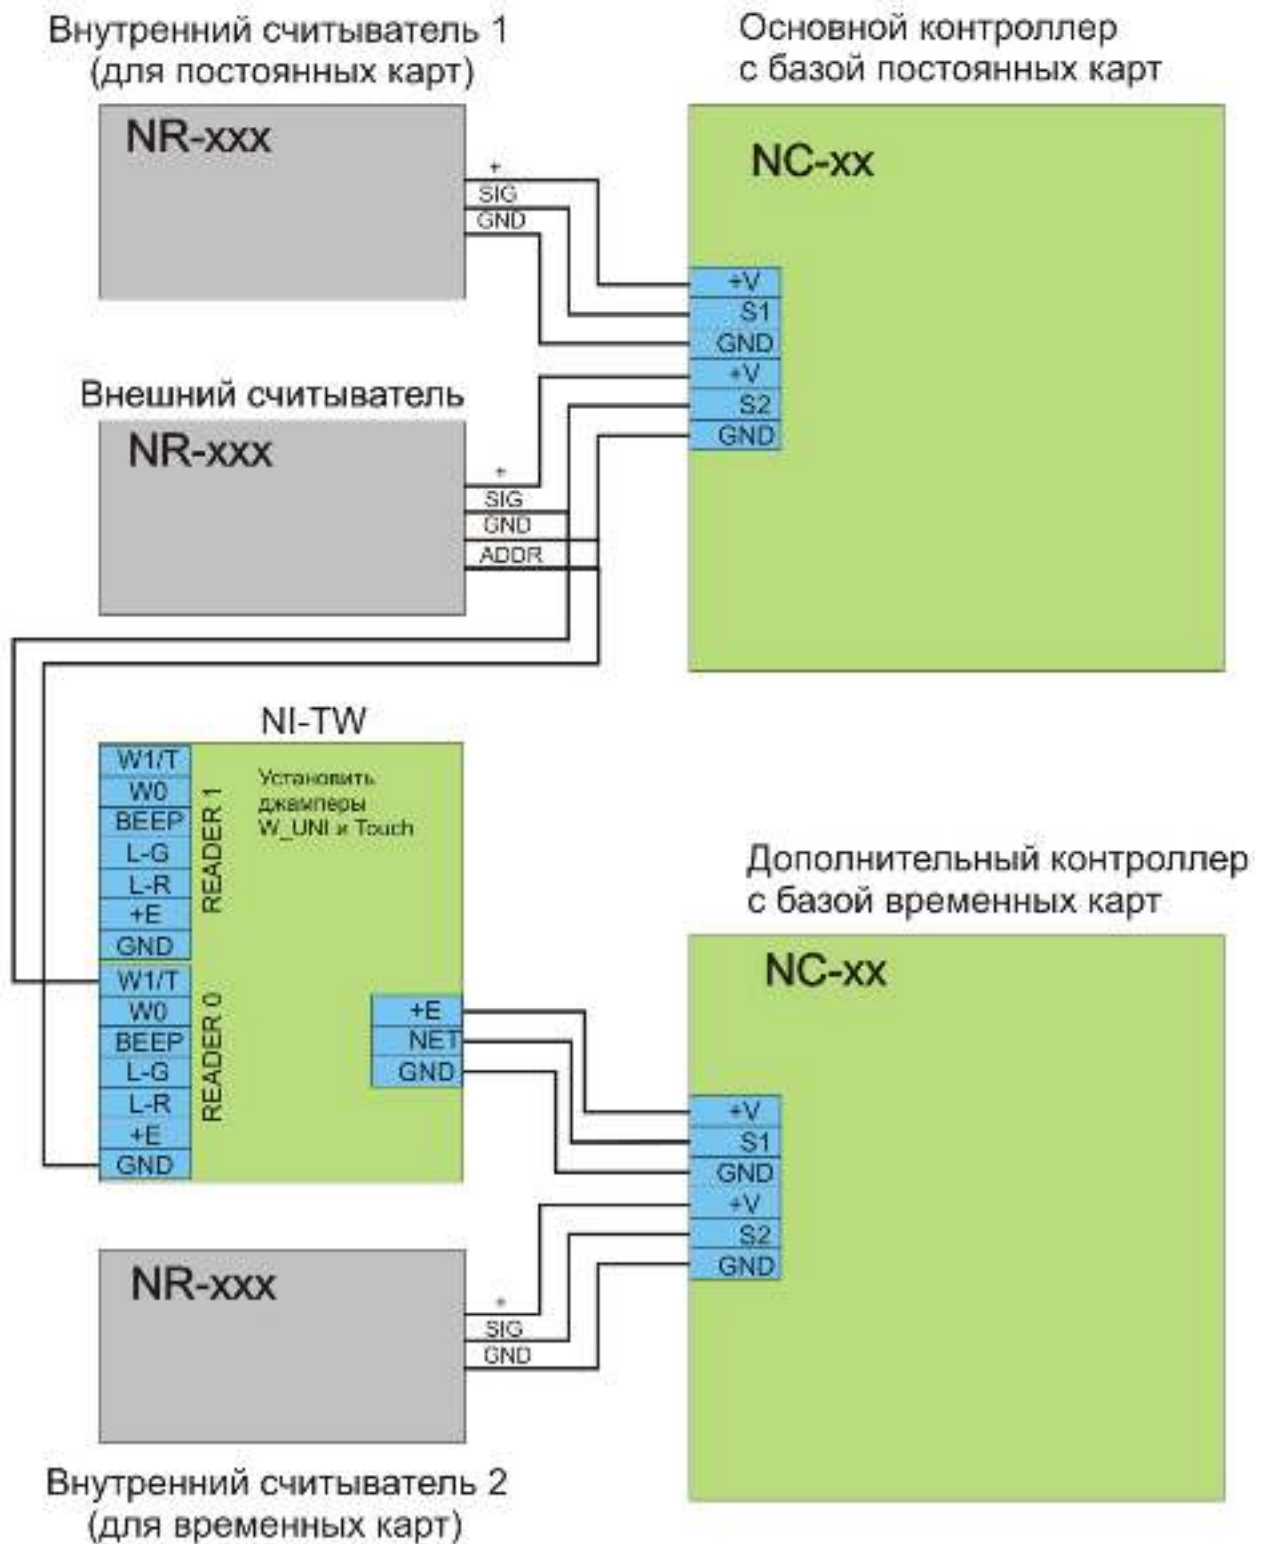 Внутренний считыватель 1
(для постоянных карт)
NR-xxx
+
SIG
GND
Основной контроллер
с базой постоянных карт
NC-xx
+V
S1
GND
+V
S2
GND
Внешний считыватель
NR-xxx
+
SIG
GND
ADDR
NI-TW
W1/T
W0
BEEP
L-G
L-R
+E
GND
READER 1
Установить
джамперы
W_UNI и Touch
W1/T
W0
BEEP
L-G
L-R
+E
GND
READER 0
+E
NET
GND
Дополнительный контроллер
с базой временных карт
NC-xx
+V
S1
GND
+V
S2
GND
NR-xxx
+
SIG
GND
Внутренний считыватель 2
(для временных карт)